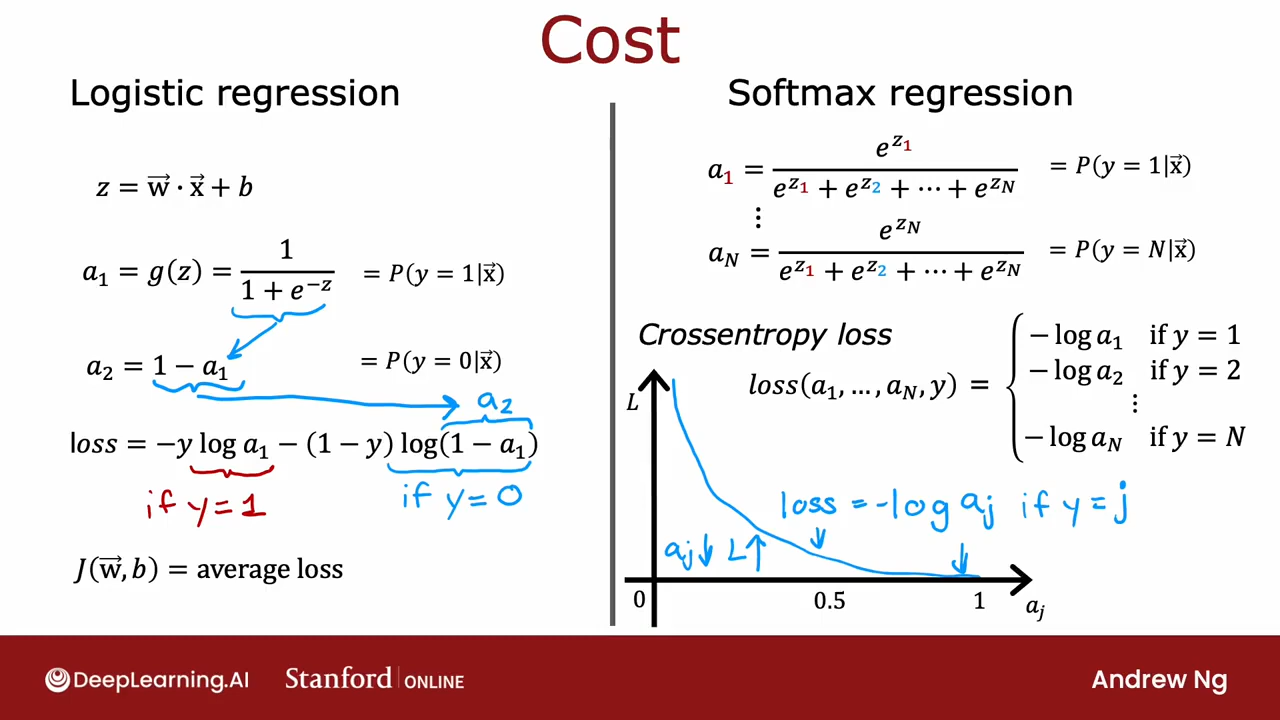 Cost
Logistic regression
z = w⃗ · x⃗ + b
a₁ = g(z) = 1 / (1 + e^{-z}) = P(y = 1|x⃗)
a₂ = 1 − a₁ = P(y = 0|x⃗)
a₂
loss = −y log a₁ − (1 − y) log(1 − a₁)
if y=1
if y=0
J(w⃗, b) = average loss
Softmax regression
a₁ = e^{z₁} / (e^{z₁} + e^{z₂} + ⋯ + e^{z_N}) = P(y = 1|x⃗)
⋮
a_N = e^{z_N} / (e^{z₁} + e^{z₂} + ⋯ + e^{z_N}) = P(y = N|x⃗)
Crossentropy loss
loss(a₁, …, a_N, y) =
− log a₁ if y = 1
− log a₂ if y = 2
⋮
− log a_N if y = N
L
loss = -log aⱼ if y = j
aⱼ↓ L↑
0 0.5 1 aⱼ
DeepLearning.AI Stanford | ONLINE Andrew Ng